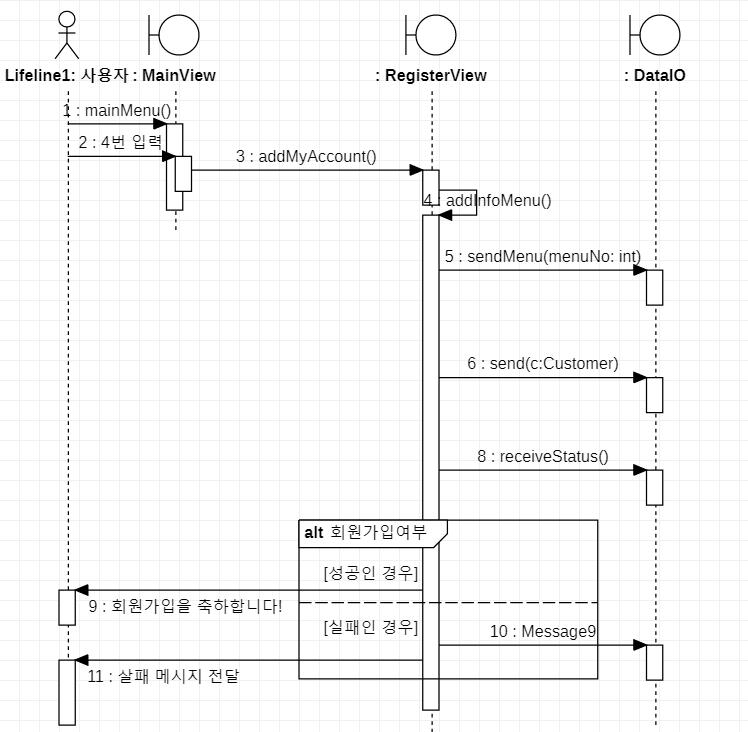 Lifeline1: 사용자
: MainView
: RegisterView
: DataIO
1 : mainMenu()
2 : 4번 입력
3 : addMyAccount()
4 : addInfoMenu()
5 : sendMenu(menuNo: int)
6 : send(c:Customer)
8 : receiveStatus()
alt 회원가입여부
[성공인 경우]
9 : 회원가입을 축하합니다!
[실패인 경우]
10 : Message9
11 : 살패 메시지 전달